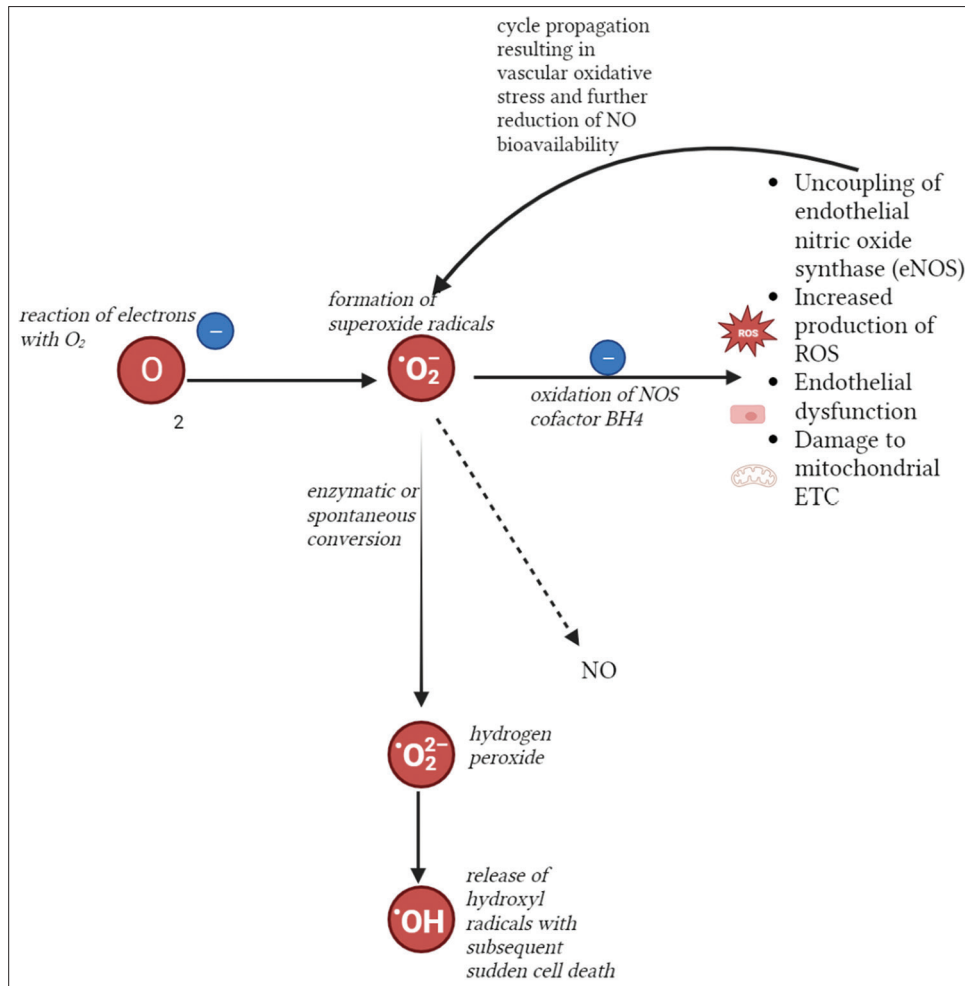 cycle propagation
resulting in
vascular oxidative
stress and further
reduction of NO
bioavailability
• Uncoupling of
endothelial
nitric oxide
synthase (eNOS)
• Increased
production of
ROS
• Endothelial
dysfunction
• Damage to
mitochondrial
ETC
ROS
reaction of electrons
with O₂
−
O
2
formation of
superoxide radicals
•O₂⁻
−
oxidation of NOS
cofactor BH4
enzymatic or
spontaneous
conversion
NO
•O₂²⁻
hydrogen
peroxide
•OH
release of
hydroxyl
radicals with
subsequent
sudden cell death